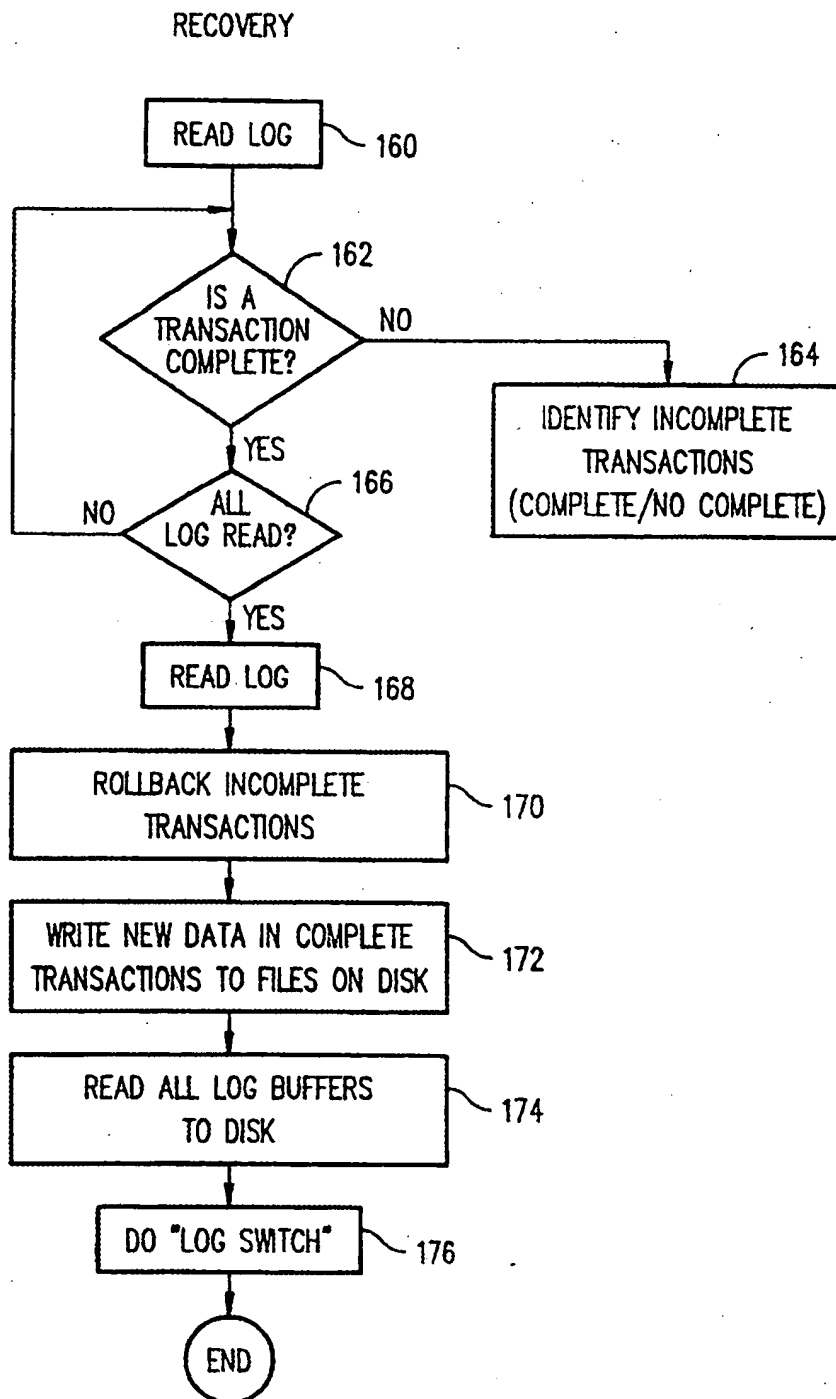 RECOVERY
READ LOG
160
162
IS A
TRANSACTION
COMPLETE?
NO
164
IDENTIFY INCOMPLETE
TRANSACTIONS
(COMPLETE/NO COMPLETE)
YES
166
ALL
LOG READ?
NO
YES
READ LOG
168
ROLLBACK INCOMPLETE
TRANSACTIONS
170
WRITE NEW DATA IN COMPLETE
TRANSACTIONS TO FILES ON DISK
172
READ ALL LOG BUFFERS
TO DISK
174
DO "LOG SWITCH"
176
END